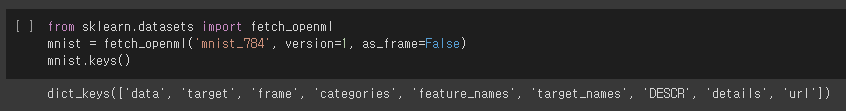 [ ] from sklearn.datasets import fetch_openml
mnist = fetch_openml('mnist_784', version=1, as_frame=False)
mnist.keys()
dict_keys(['data', 'target', 'frame', 'categories', 'feature_names', 'target_names', 'DESCR', 'details', 'url'])